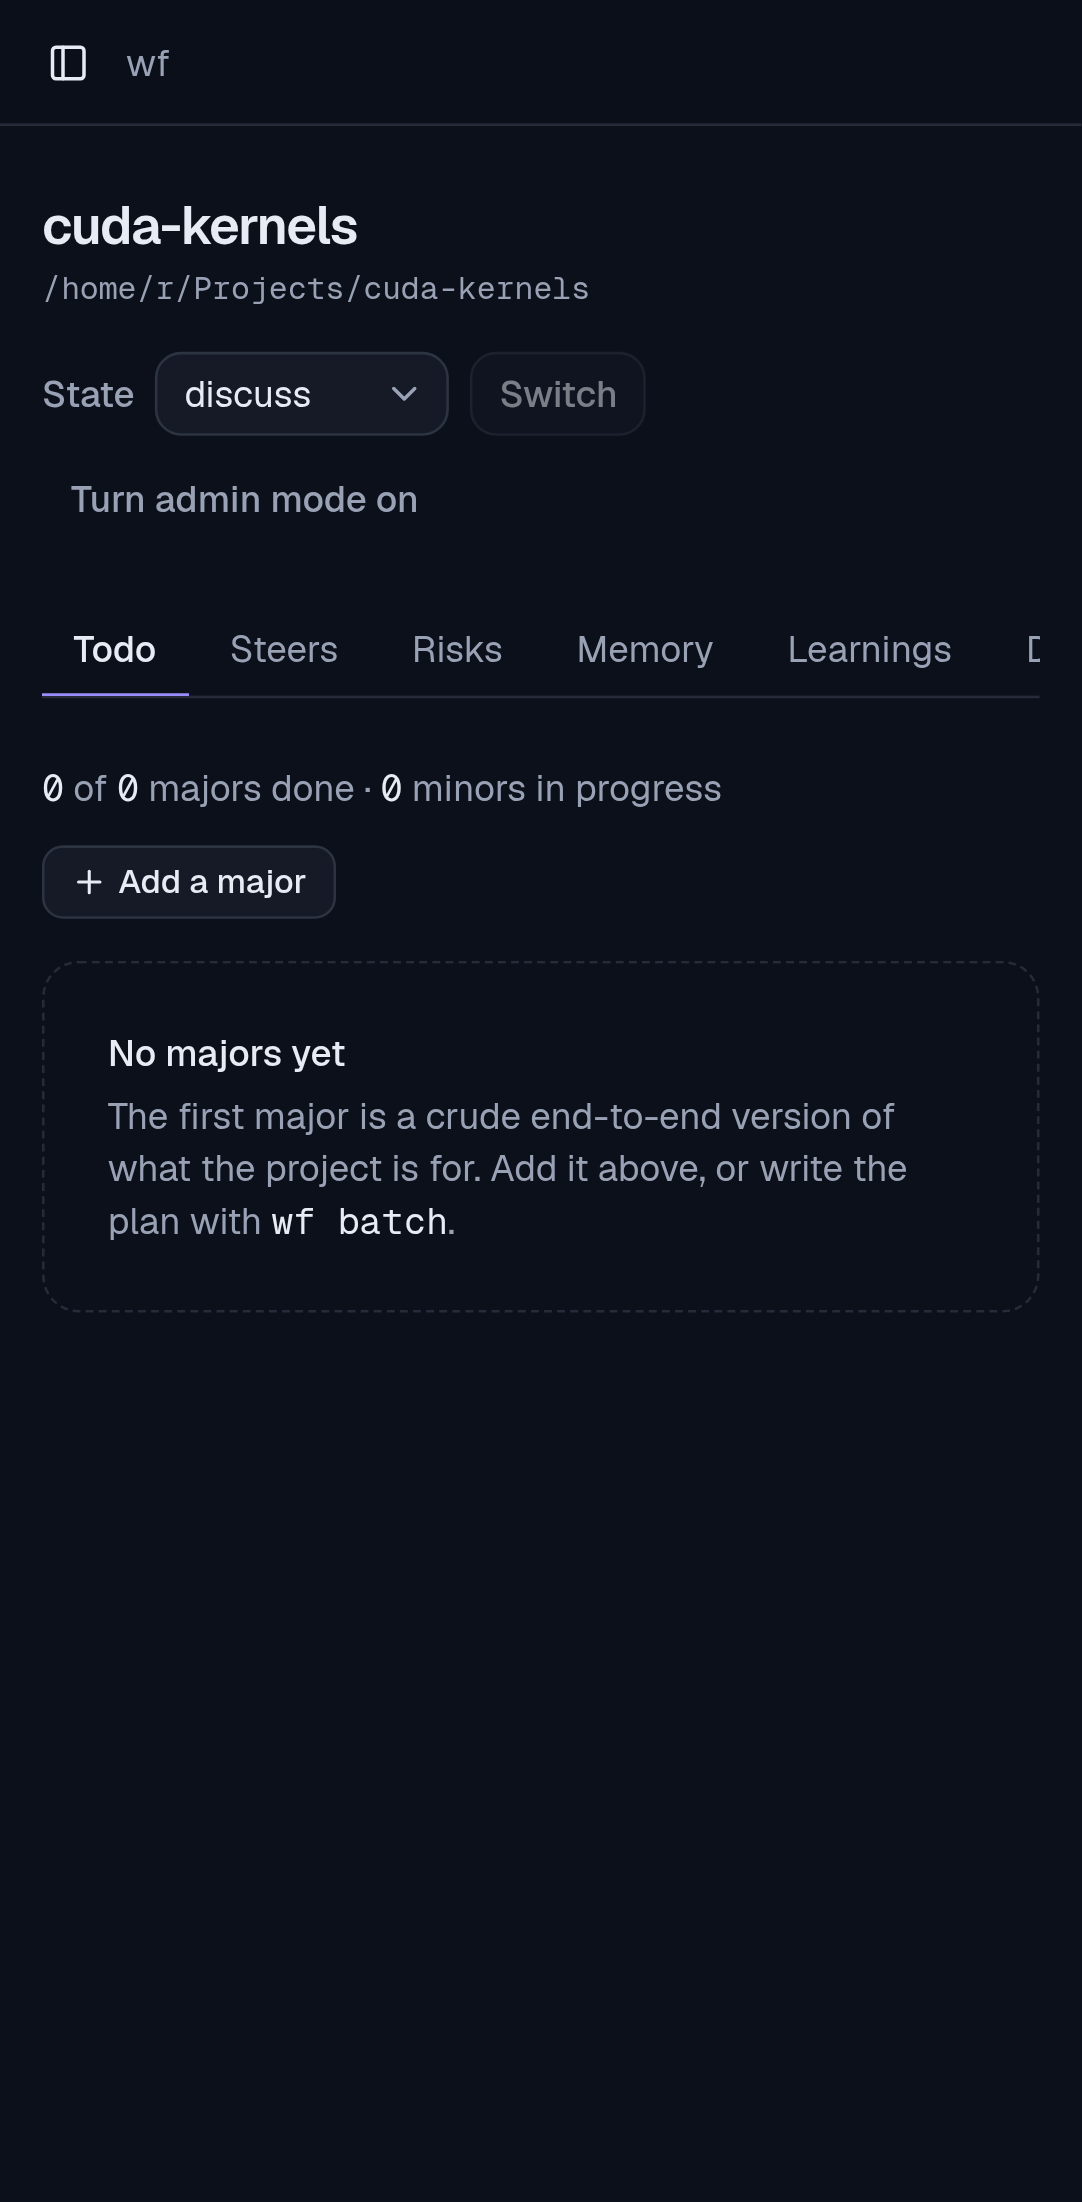 wf
cuda-kernels
/home/r/Projects/cuda-kernels
State discuss Switch
Turn admin mode on
Todo Steers Risks Memory Learnings
0 of 0 majors done · 0 minors in progress
+ Add a major
No majors yet
The first major is a crude end-to-end version of
what the project is for. Add it above, or write the
plan with wf batch.